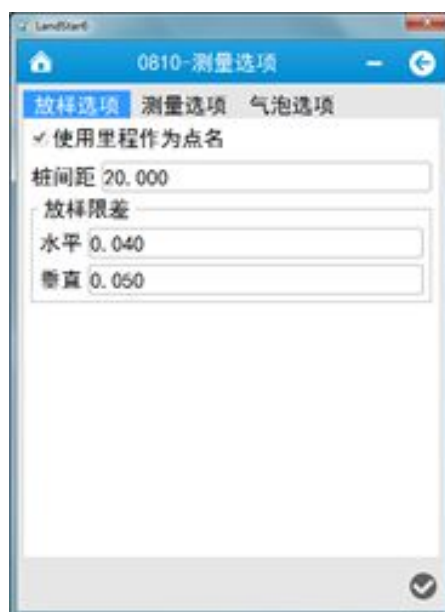 LandStar6
0810-测量选项
放样选项 测量选项 气泡选项
使用里程作为点名
桩间距 20.000
放样限差
水平 0.040
垂直 0.050